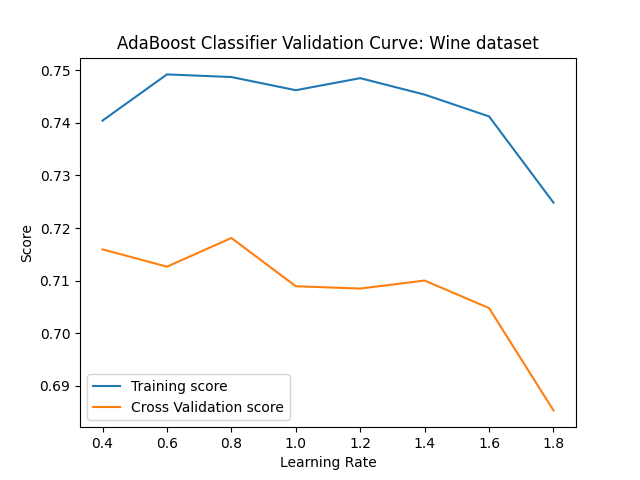 AdaBoost Classifier Validation Curve: Wine dataset
0.75
0.74
0.73
0.72
0.71
0.70
0.69
Score
Training score
Cross Validation score
0.4 0.6 0.8 1.0 1.2 1.4 1.6 1.8
Learning Rate